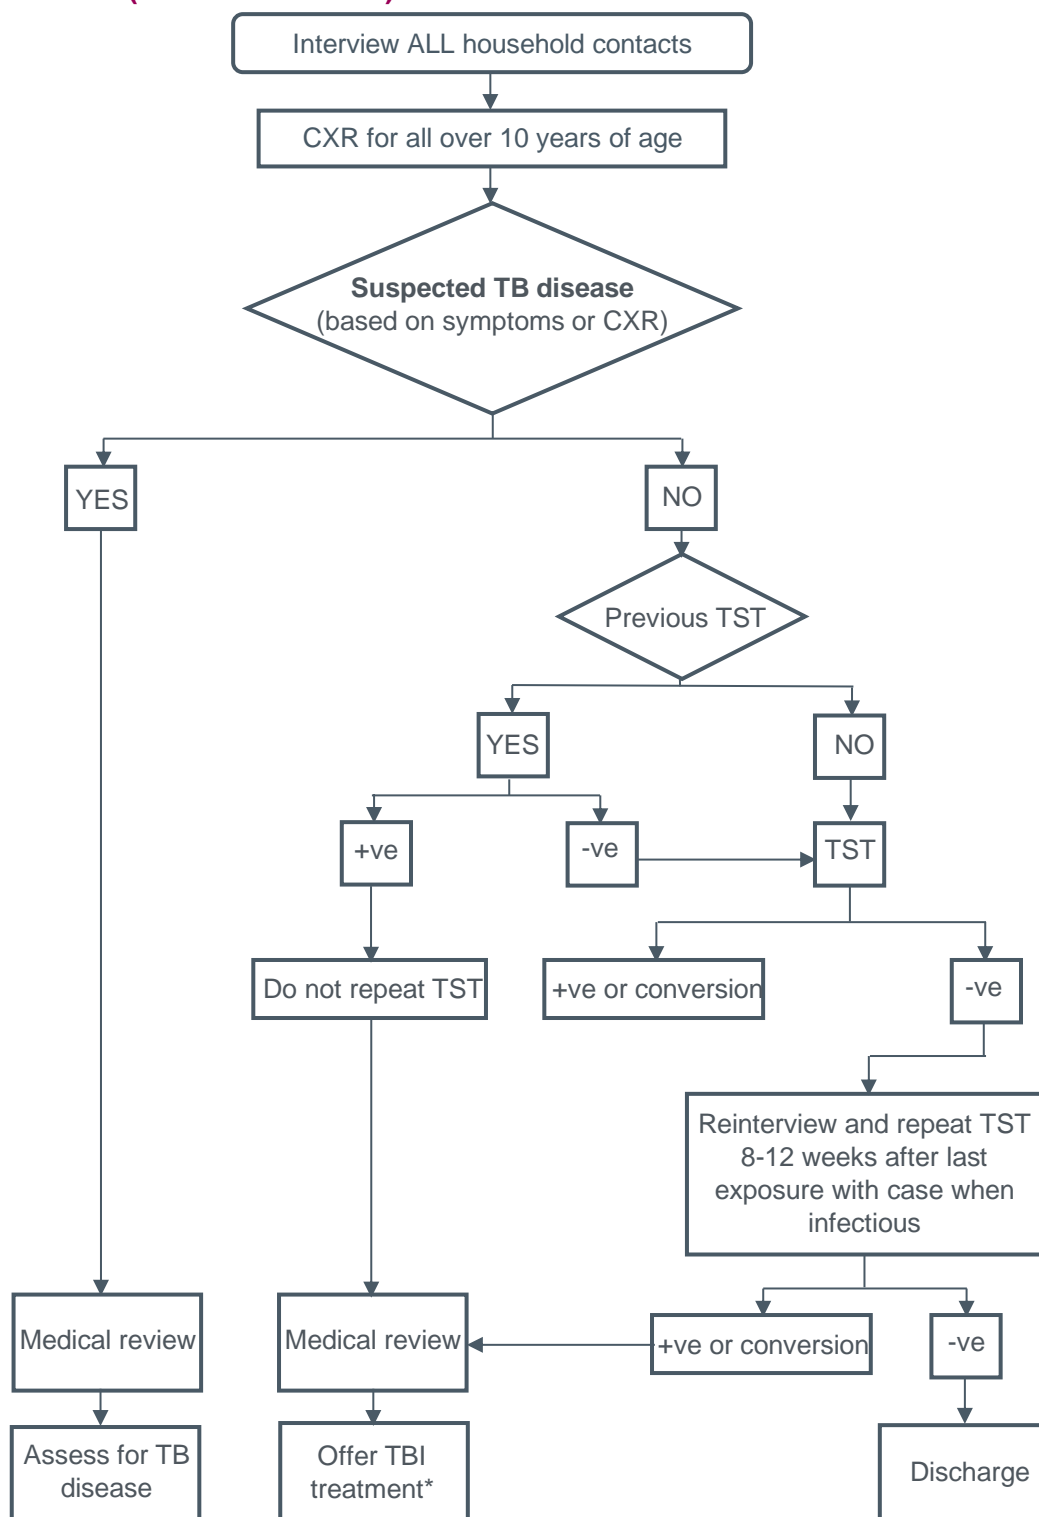 Interview ALL household contacts
CXR for all over 10 years of age
Suspected TB disease
(based on symptoms or CXR)
YES
NO
Previous TST
YES
NO
+ve
-ve
TST
Do not repeat TST
+ve or conversion
-ve
Reinterview and repeat TST
8-12 weeks after last
exposure with case when
infectious
Medical review
Medical review
+ve or conversion
-ve
Assess for TB
disease
Offer TBI
treatment*
Discharge